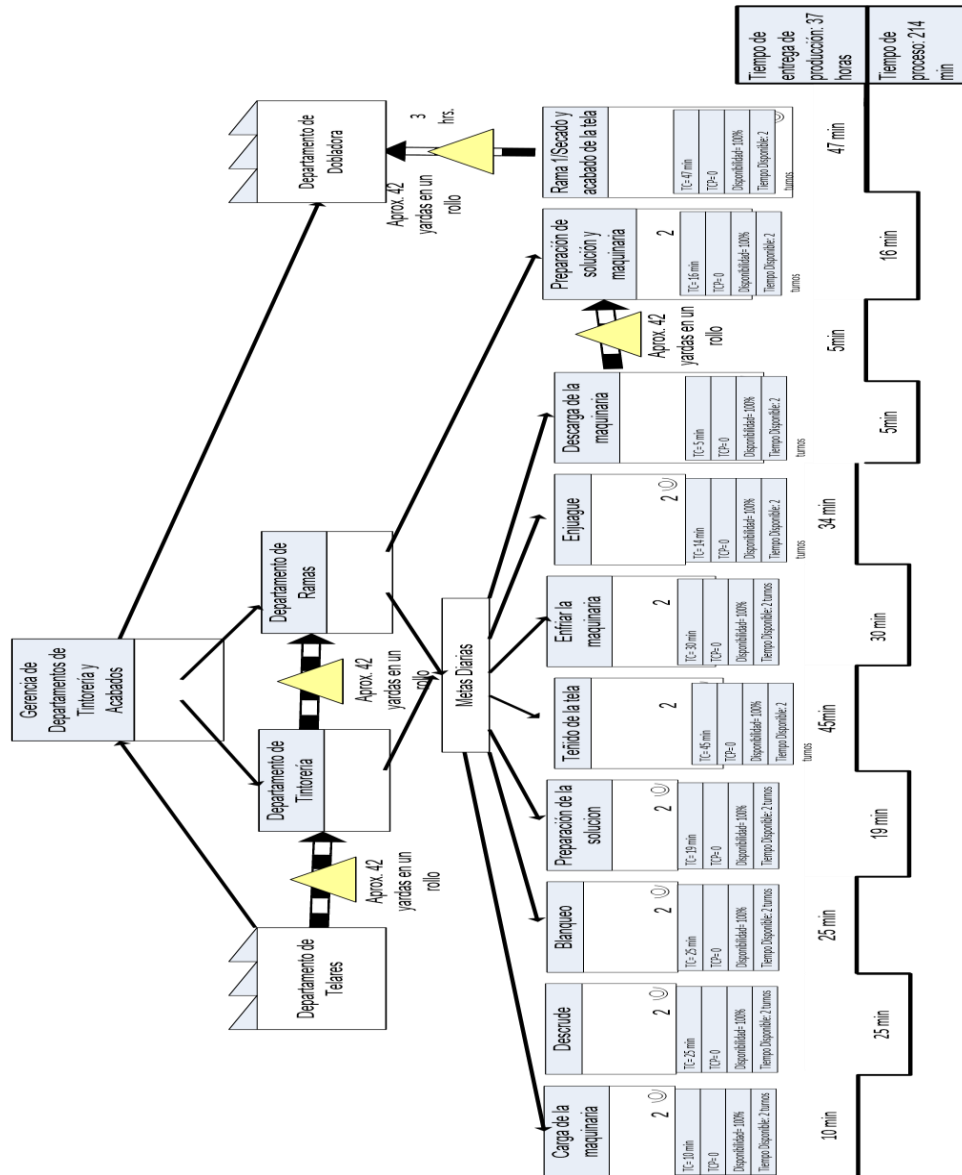 Gerencia de
Departamentos de
Tintorería y
Acabados
Departamento de
Telares
Aprox. 42
yardas en un
rollo
Departamento de
Tintorería
Aprox. 42
yardas en un
rollo
Departamento de
Ramas
Departamento de
Dobladora
3
hrs.
Aprox. 42
yardas en un
rollo
Metas Diarias
Carga de la
maquinaria
2
TC= 10 min
TCP= 0
Disponibilidad= 100%
Tiempo Disponible: 2 turnos
Descrude
2
TC= 25 min
TCP= 0
Disponibilidad= 100%
Tiempo Disponible: 2 turnos
Blanqueo
2
TC= 25 min
TCP= 0
Disponibilidad= 100%
Tiempo Disponible: 2 turnos
Preparación de la
solucion
2
TC= 19 min
TCP= 0
Disponibilidad= 100%
Tiempo Disponible: 2 turnos
Teñido de la tela
2
TC= 45 min
TCP= 0
Disponibilidad= 100%
Tiempo Disponible: 2
turnos
Enfriar la
maquinaria
2
TC= 30 min
TCP= 0
Disponibilidad= 100%
Tiempo Disponible: 2 turnos
Enjuague
2
TC= 14 min
TCP= 0
Disponibilidad= 100%
Tiempo Disponible: 2
turnos
Descarga de la
maquinaria
TC= 5 min
TCP= 0
Disponibilidad= 100%
Tiempo Disponible: 2
turnos
Aprox. 42
yardas en un
rollo
Preparación de
solución y
maquinaria
2
TC= 16 min
TCP= 0
Disponibilidad= 100%
Tiempo Disponible: 2
turnos
Rama 1/Secado y
acabado de la tela
TC= 47 min
TCP= 0
Disponibilidad= 100%
Tiempo Disponible: 2
turnos
10 min
25 min
25 min
19 min
45min
30 min
34 min
5min
5min
16 min
47 min
Tiempo de
entrega de
producción: 37
horas
Tiempo de
proceso: 214
min